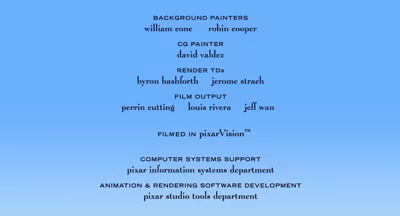 BACKGROUND PAINTERS
william cone robin cooper
CG PAINTER
david valdez
RENDER TDs
byron bashforth jerome strach
FILM OUTPUT
perrin cutting louis rivera jeff wan
FILMED IN pixarVision™
COMPUTER SYSTEMS SUPPORT
pixar information systems department
ANIMATION & RENDERING SOFTWARE DEVELOPMENT
pixar studio tools department